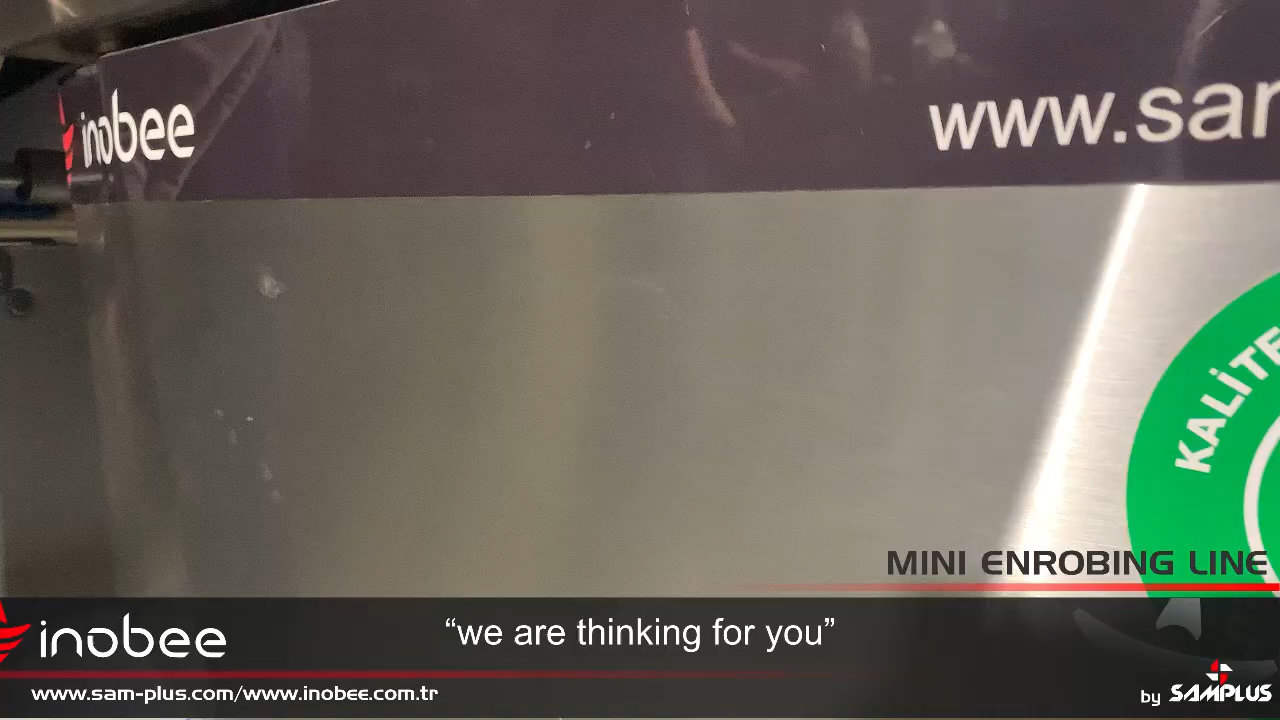 inobee
www.sam
KALİTE
MINI ENROBING LINE
inobee
“we are thinking for you”
www.sam-plus.com/www.inobee.com.tr
by SAMPLUS